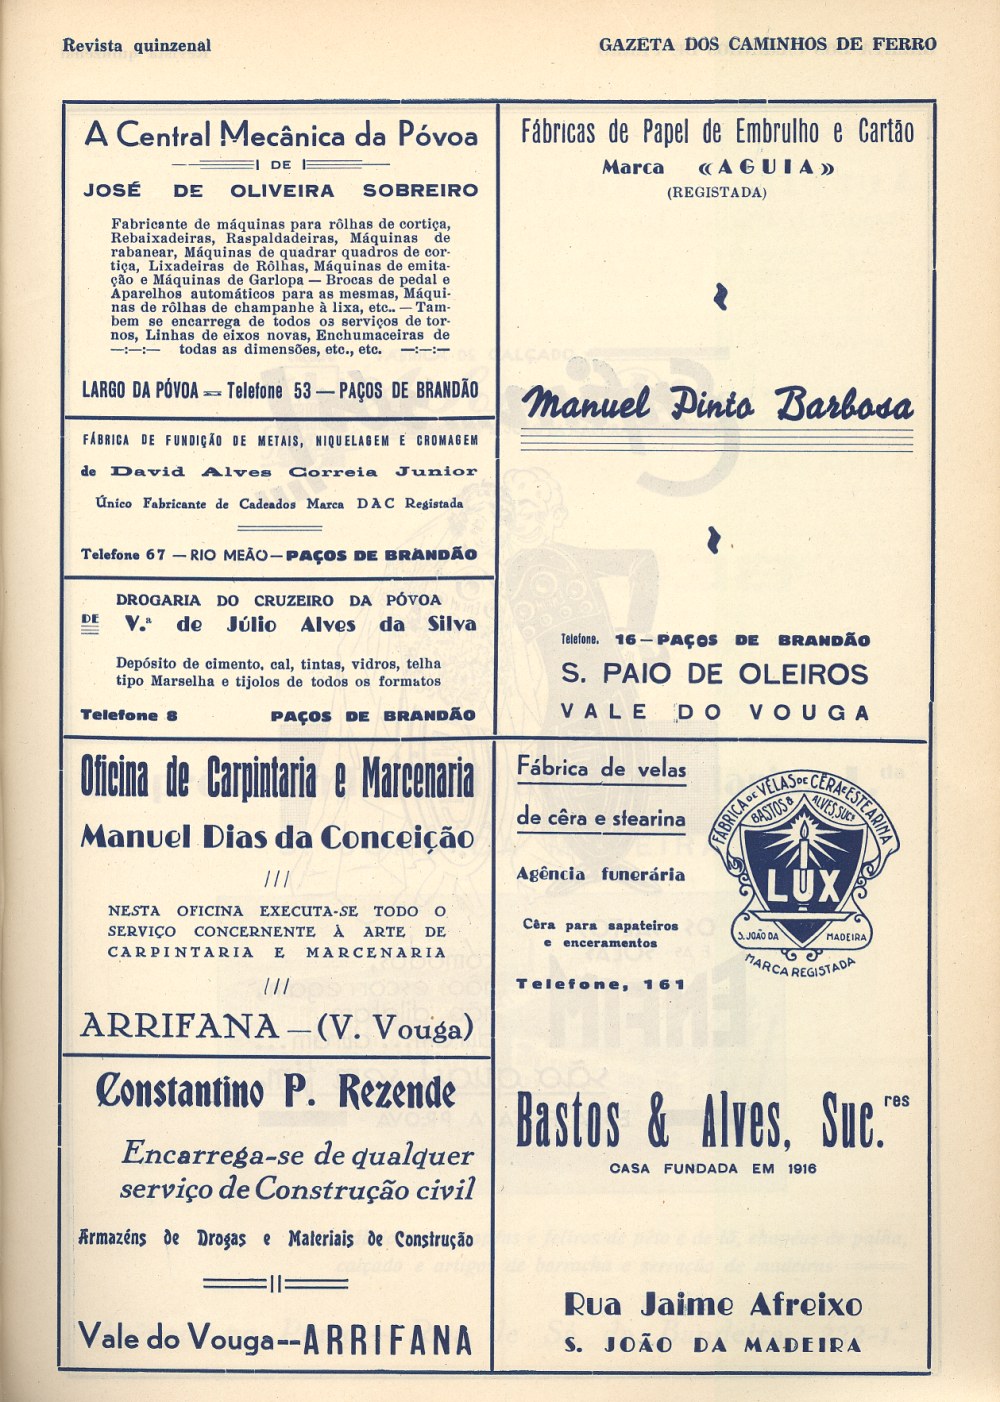 Revista quinzenal
GAZETA DOS CAMINHOS DE FERRO
A Central Mecânica da Póvoa
DE
JOSÉ DE OLIVEIRA SOBREIRO
Fabricante de máquinas para rôlhas de cortiça,
Rebaixadeiras, Raspaldadeiras, Máquinas de
rabanear, Máquinas de quadrar quadros de cor-
tiça, Lixadeiras de Rôlhas, Máquinas de emita-
ção e Máquinas de Garlopa — Brocas de pedal e
Aparelhos automáticos para as mesmas, Máqui-
nas de rôlhas de champanhe à lixa, etc.. — Tam-
bem se encarrega de todos os serviços de tor-
nos, Linhas de eixos novas, Enchumaceiras de
—:—:— todas as dimensões, etc., etc. —:—:—
LARGO DA PÓVOA — Telefone 53 — PAÇOS DE BRANDÃO
FÁBRICA DE FUNDIÇÃO DE METAIS, NIQUELAGEM E CROMAGEM
de David Alves Correia Junior
Único Fabricante de Cadeados Marca DAC Registada
Telefone 67 — RIO MEÃO — PAÇOS DE BRANDÃO
DROGARIA DO CRUZEIRO DA PÓVOA
DE V.ª de Júlio Alves da Silva
Depósito de cimento, cal, tintas, vidros, telha
tipo Marselha e tijolos de todos os formatos
Telefone 8 PAÇOS DE BRANDÃO
Fábricas de Papel de Embrulho e Cartão
Marca «AGUIA»
(REGISTADA)
Manuel Pinto Barbosa
Telefone. 16 — PAÇOS DE BRANDÃO
S. PAIO DE OLEIROS
VALE DO VOUGA
Oficina de Carpintaria e Marcenaria
Manuel Dias da Conceição
///
NESTA OFICINA EXECUTA-SE TODO O
SERVIÇO CONCERNENTE À ARTE DE
CARPINTARIA E MARCENARIA
///
ARRIFANA — (V. Vouga)
Constantino P. Rezende
Encarrega-se de qualquer
serviço de Construção civil
Armazéns de Drogas e Materiais de Construção
Vale do Vouga--ARRIFANA
Fábrica de velas
de cêra e stearina
Agência funerária
Cêra para sapateiros
e enceramentos
Telefone, 161
FÁBRICA DE VÉLAS DE CÊRA E ESTEARINA
BASTOS & ALVES, SUCS
LUX
S. JOÃO DA MADEIRA
MARCA REGISTADA
Bastos & Alves, Suc.res
CASA FUNDADA EM 1916
Rua Jaime Afreixo
S. JOÃO DA MADEIRA